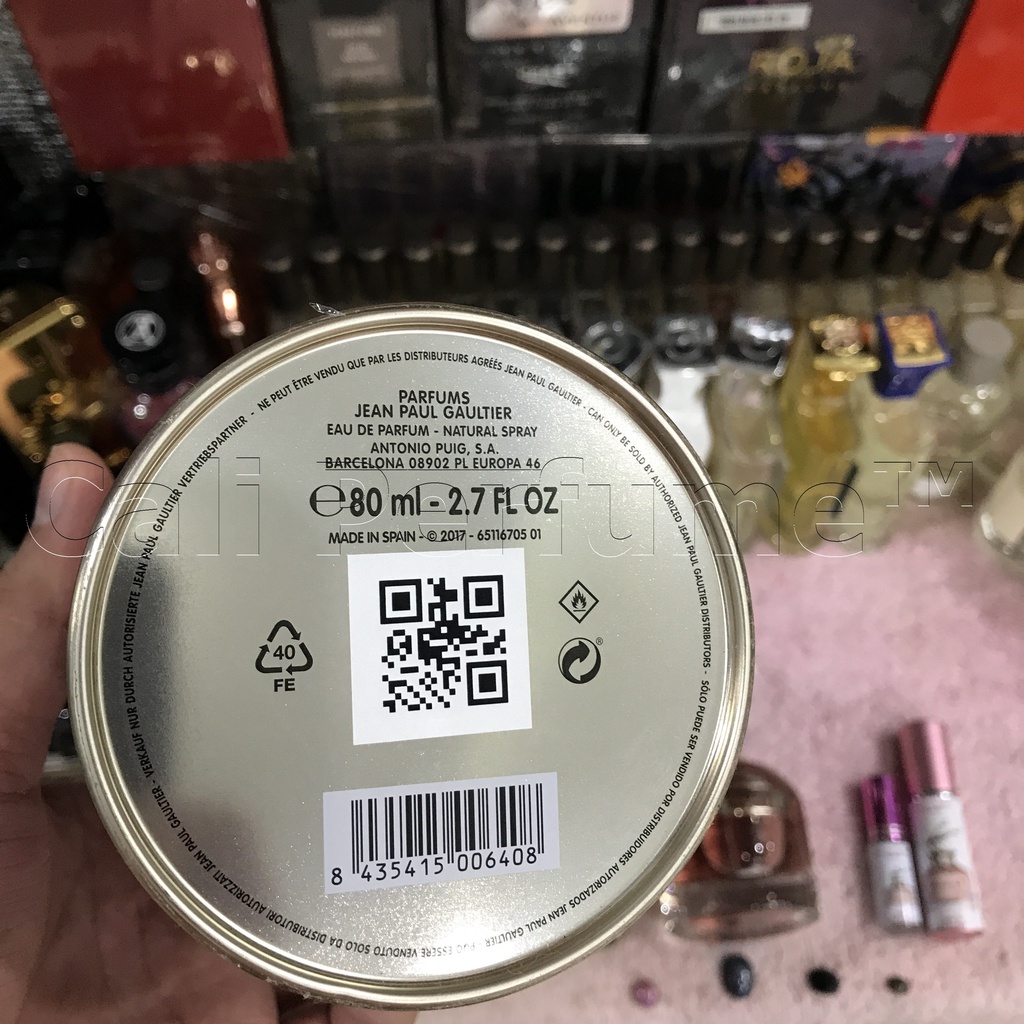 ROJA
NE PEUT ÊTRE VENDU QUE PAR LES DISTRIBUTEURS AGRÉÉS JEAN PAUL GAULTIER - CAN ONLY BE SOLD BY AUTHORIZED JEAN PAUL GAULTIER DISTRIBUTORS - SÓLO PUEDE SER VENDIDO POR DISTRIBUIDORES AUTORIZADOS JEAN PAUL GAULTIER - PUO ESSERE VENDUTO SOLO DA DISTRIBUTORI AUTORIZZATI JEAN PAUL GAULTIER - VERKAUF NUR DURCH AUTORISIERTE JEAN PAUL GAULTIER VERTRIEBSPARTNER -
PARFUMS
JEAN PAUL GAULTIER
EAU DE PARFUM - NATURAL SPRAY
ANTONIO PUIG, S.A.
BARCELONA 08902 PL EUROPA 46
℮80 ml - 2.7 FL OZ
MADE IN SPAIN - © 2017 - 65116705 01
Cali Perfume™
40
FE
®
8 435415 006408